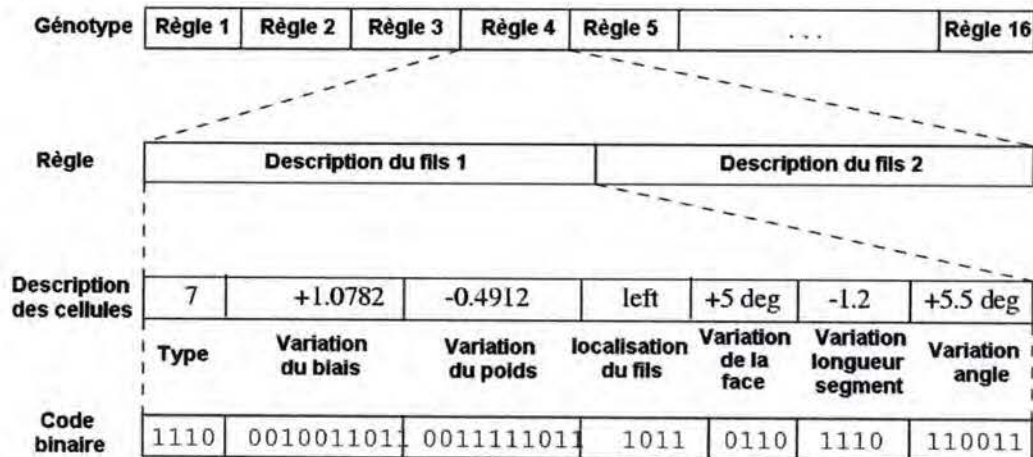 Génotype Règle 1 Règle 2 Règle 3 Règle 4 Règle 5 . . . Règle 16
Règle Description du fils 1 Description du fils 2
Description des cellules 7 +1.0782 -0.4912 left +5 deg -1.2 +5.5 deg
Type
Variation du biais
Variation du poids
localisation du fils
Variation de la face
Variation longueur segment
Variation angle
Code binaire 1110 0010011011 0011111011 1011 0110 1110 110011